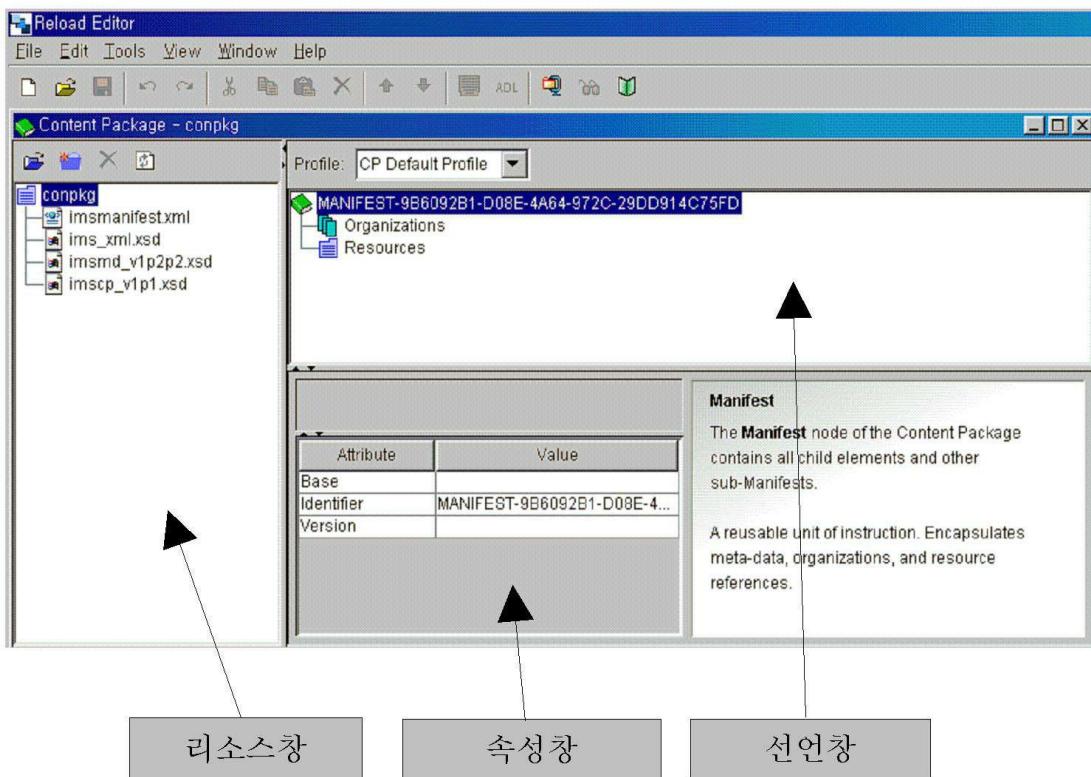 Reload Editor
File Edit Tools View Window Help
ADL
Content Package - conpkg
Profile: CP Default Profile
conpkg
imsmanifest.xml
ims_xml.xsd
imsmd_v1p2p2.xsd
imscp_v1p1.xsd
MANIFEST-9B6092B1-D08E-4A64-972C-29DD914C75FD
Organizations
Resources
Attribute Value
Base
Identifier MANIFEST-9B6092B1-D08E-4...
Version
Manifest
The Manifest node of the Content Package
contains all child elements and other
sub-Manifests.
A reusable unit of instruction. Encapsulates
meta-data, organizations, and resource
references.
리소스창
속성창
선언창